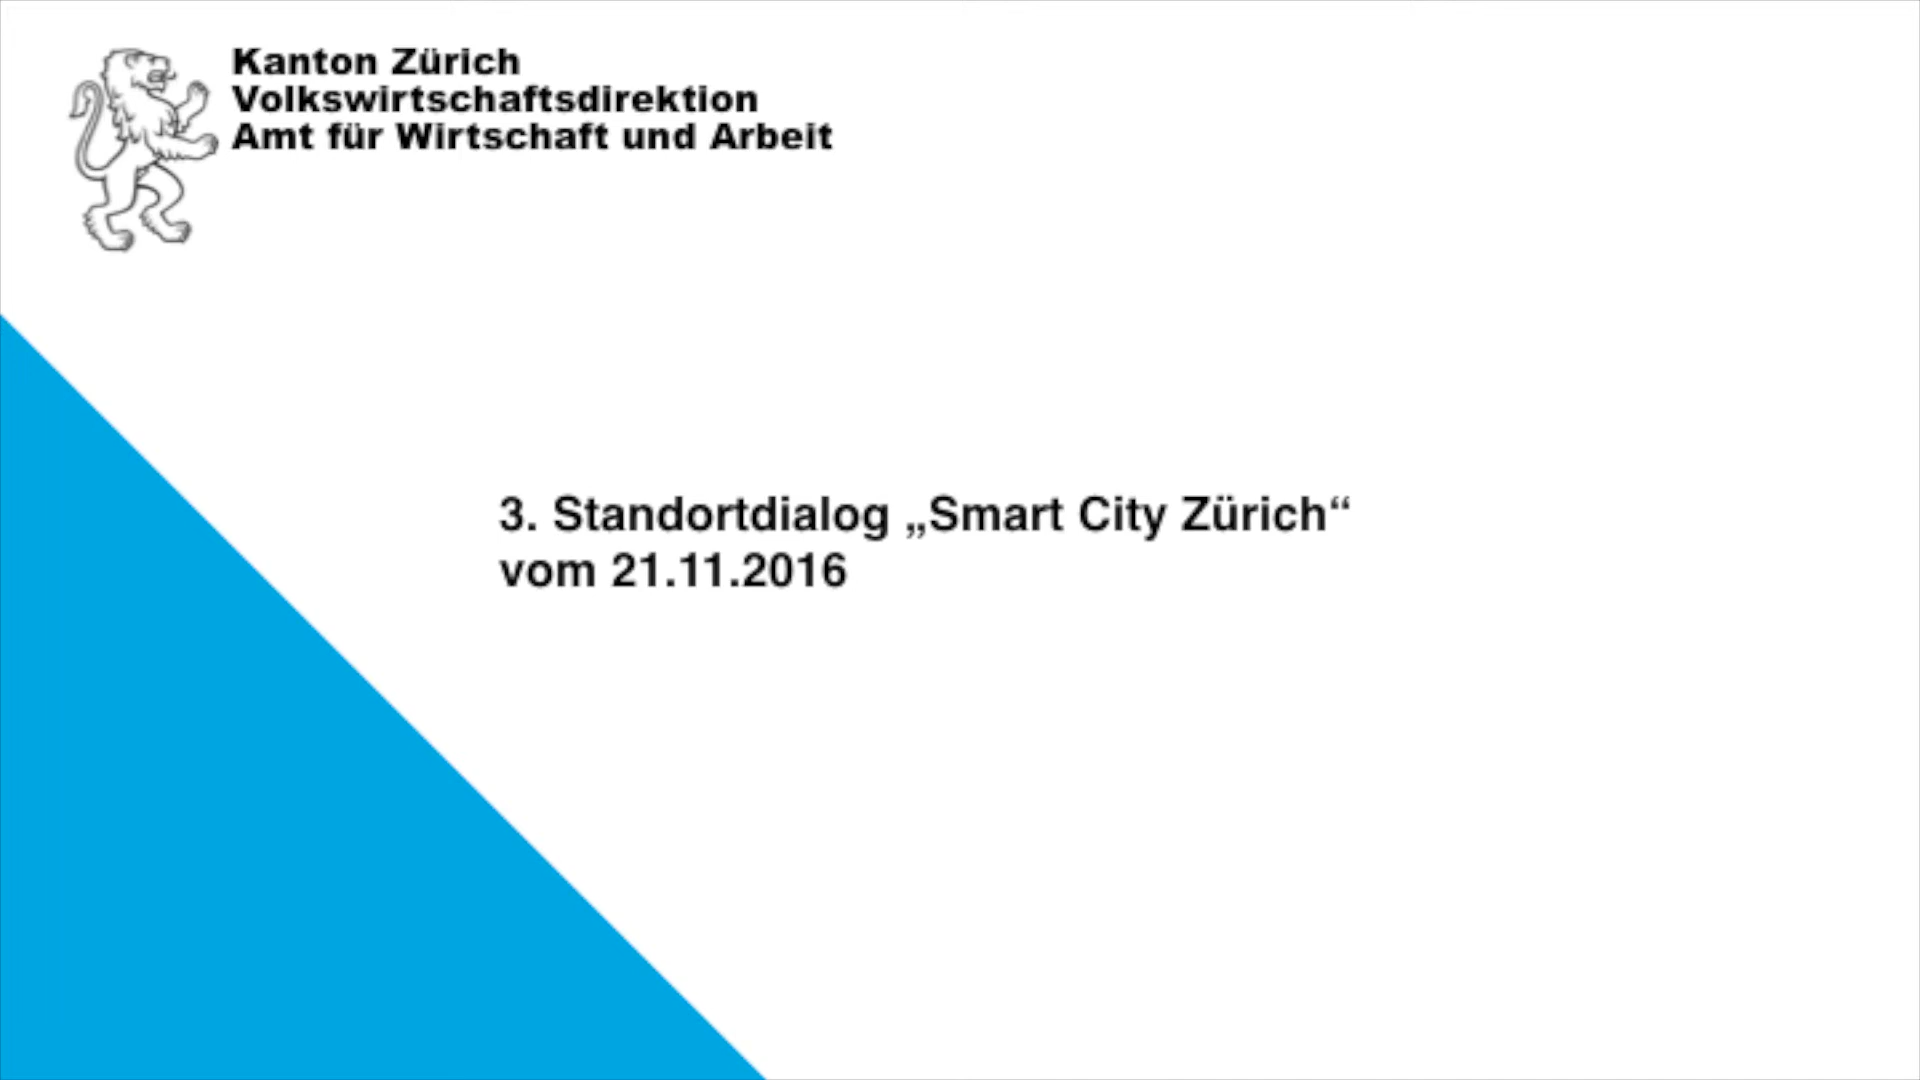 Kanton Zürich
Volkswirtschaftsdirektion
Amt für Wirtschaft und Arbeit
3. Standortdialog „Smart City Zürich“
vom 21.11.2016